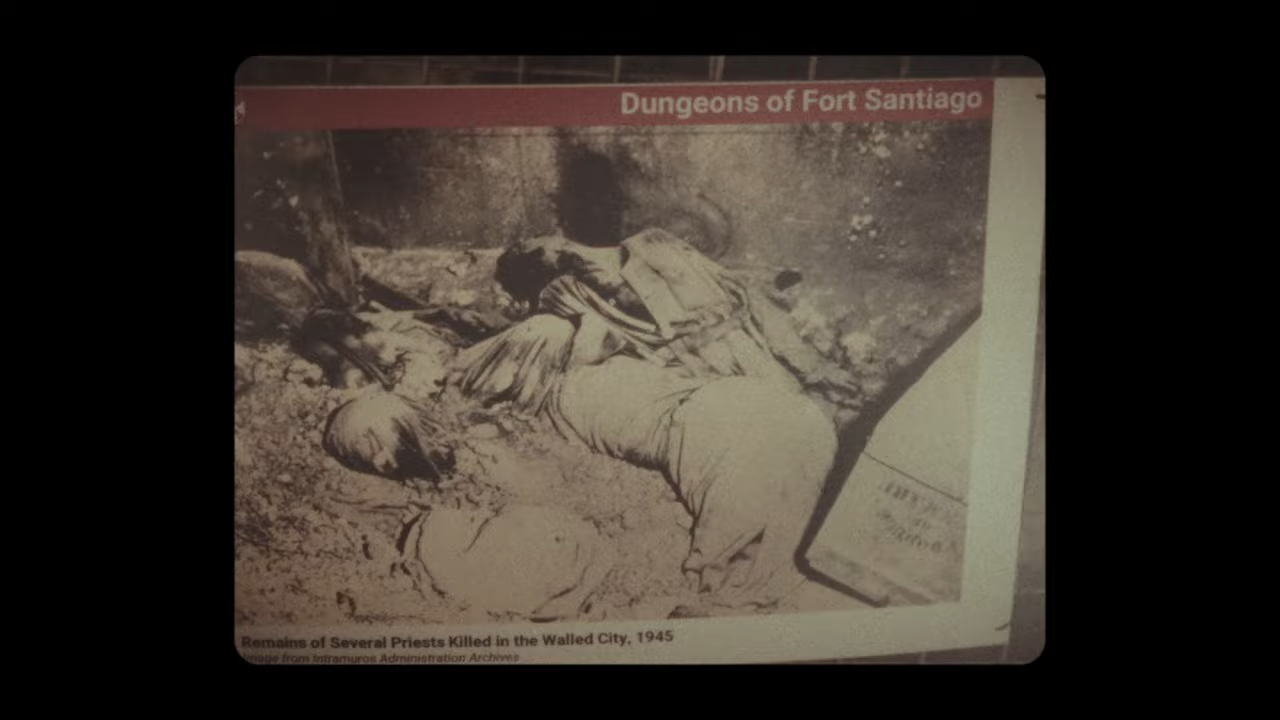 Dungeons of Fort Santiago
Remains of Several Priests Killed in the Walled City, 1945
Image from Intramuros Administration Archives